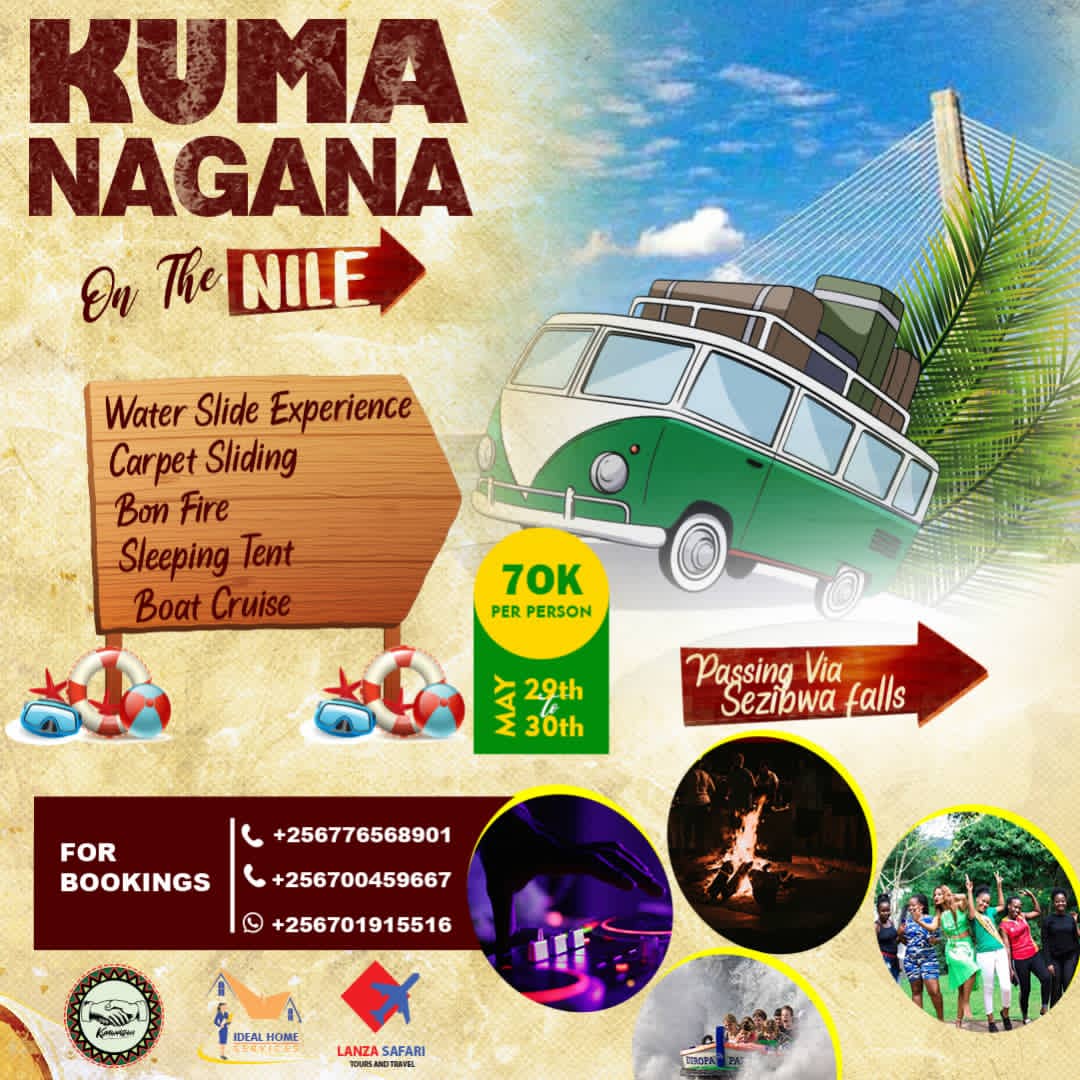 KUMA
NAGANA
On The NILE
Water Slide Experience
Carpet Sliding
Bon Fire
Sleeping Tent
Boat Cruise
70K
PER PERSON
MAY 29th
to
30th
Passing Via
Sezibwa falls
FOR
BOOKINGS
+256776568901
+256700459667
+256701915516
IDEAL HOME
SERVICES
LANZA SAFARI
TOURS AND TRAVEL